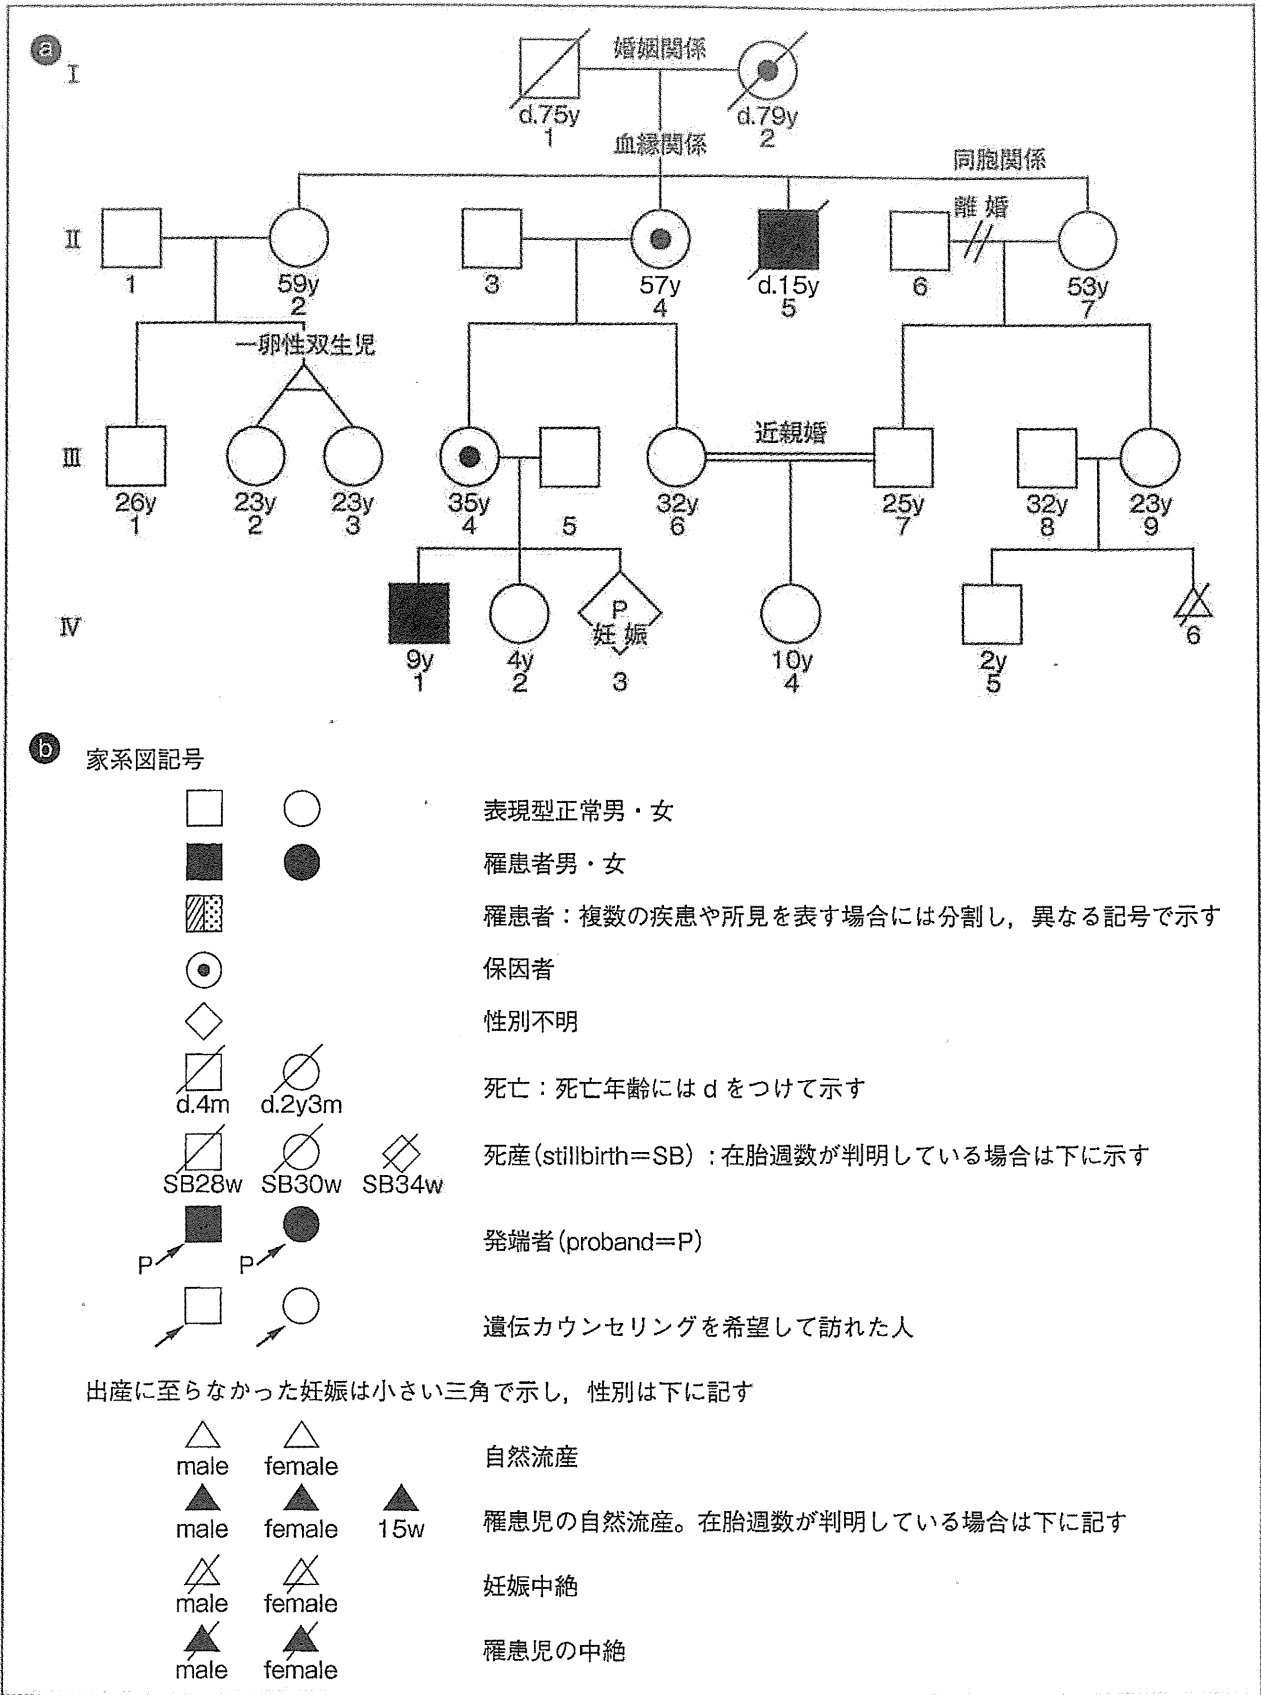 a
I
婚姻関係
d.75y
1
d.79y
2
血縁関係
同胞関係
離婚
II
1
59y
2
3
57y
4
d.15y
5
6
53y
7
一卵性双生児
近親婚
III
26y
1
23y
2
23y
3
35y
4
5
32y
6
25y
7
32y
8
23y
9
IV
P
妊娠
9y
1
4y
2
3
10y
4
2y
5
6
b 家系図記号
表現型正常男・女
罹患者男・女
罹患者:複数の疾患や所見を表す場合には分割し,異なる記号で示す
保因者
性別不明
d.4m d.2y3m 死亡:死亡年齢にはdをつけて示す
SB28w SB30w SB34w 死産(stillbirth=SB):在胎週数が判明している場合は下に示す
P P 発端者(proband=P)
遺伝カウンセリングを希望して訪れた人
出産に至らなかった妊娠は小さい三角で示し,性別は下に記す
male female 自然流産
male female 15w 罹患児の自然流産。在胎週数が判明している場合は下に記す
male female 妊娠中絶
male female 罹患児の中絶